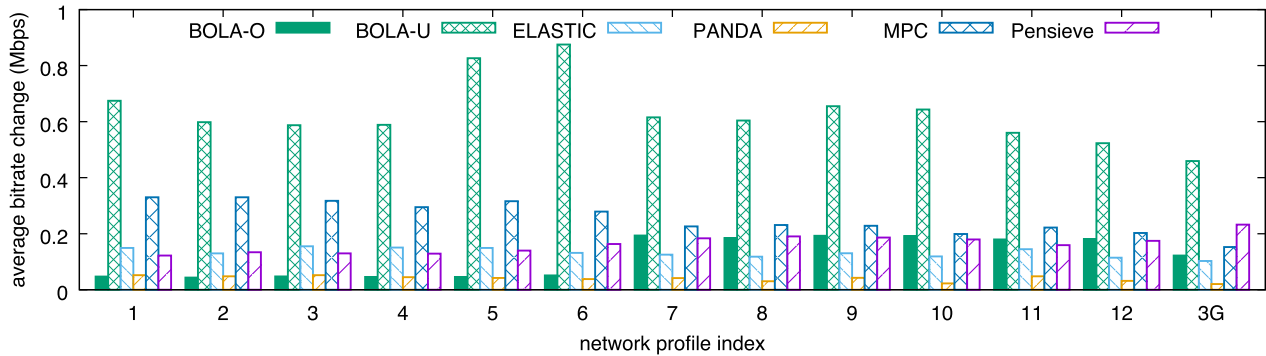 BOLA-O BOLA-U ELASTIC PANDA MPC Pensieve
average bitrate change (Mbps)
1
0.8
0.6
0.4
0.2
0
1 2 3 4 5 6 7 8 9 10 11 12 3G
network profile index